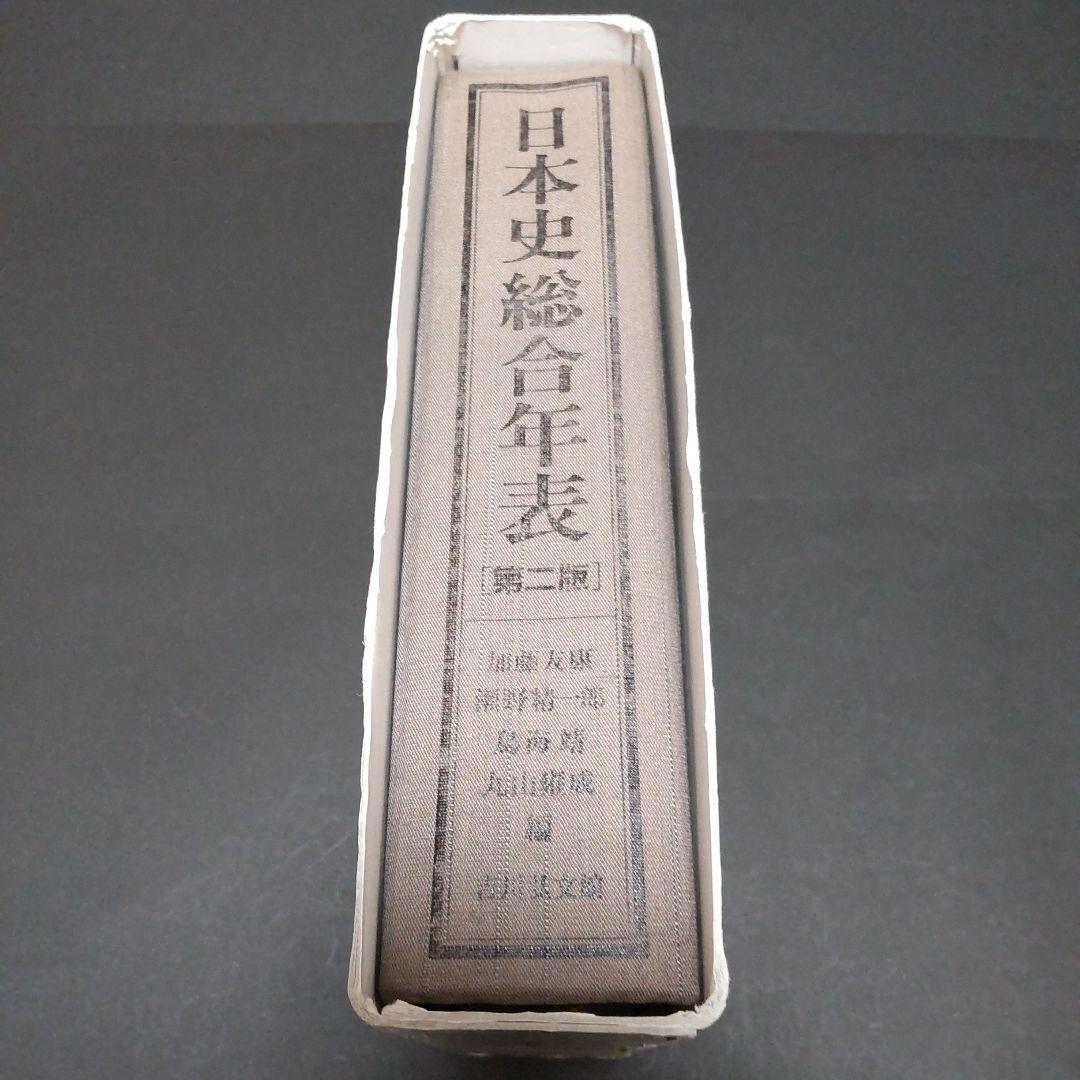 日本史総合年表
[第二版]
加藤友康
瀬野精一郎
鳥海靖
丸山雍成
編
吉川弘文館